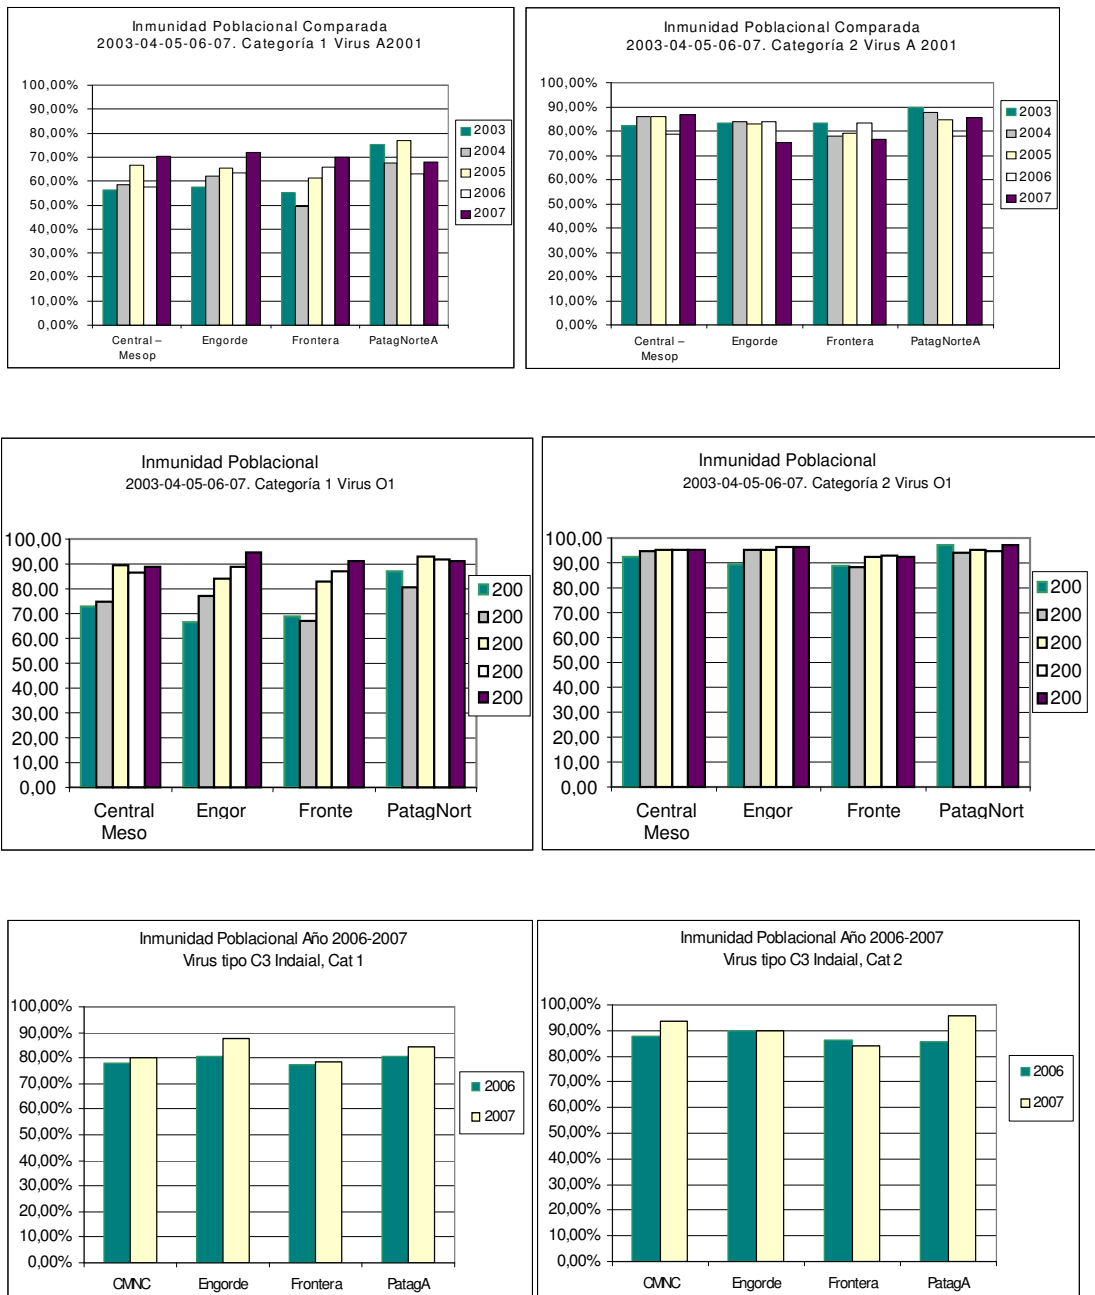 Inmunidad Poblacional Comparada
2003-04-05-06-07. Categoría 1 Virus A2001
100,00%
90,00%
80,00%
70,00%
60,00%
50,00%
40,00%
30,00%
20,00%
10,00%
0,00%
Central –
Mesop
Engorde
Frontera
PatagNorteA
2003
2004
2005
2006
2007
Inmunidad Poblacional Comparada
2003-04-05-06-07. Categoría 2 Virus A 2001
100,00%
90,00%
80,00%
70,00%
60,00%
50,00%
40,00%
30,00%
20,00%
10,00%
0,00%
Central –
Mesop
Engorde
Frontera
PatagNorteA
2003
2004
2005
2006
2007
Inmunidad Poblacional
2003-04-05-06-07. Categoría 1 Virus O1
100,00
90,00
80,00
70,00
60,00
50,00
40,00
30,00
20,00
10,00
0,00
Central
Meso
Engor
Fronte
PatagNort
200
200
200
200
200
Inmunidad Poblacional
2003-04-05-06-07. Categoría 2 Virus O1
100,00
90,00
80,00
70,00
60,00
50,00
40,00
30,00
20,00
10,00
0,00
Central
Meso
Engor
Fronte
PatagNort
200
200
200
200
200
Inmunidad Poblacional Año 2006-2007
Virus tipo C3 Indaial, Cat 1
100,00%
90,00%
80,00%
70,00%
60,00%
50,00%
40,00%
30,00%
20,00%
10,00%
0,00%
CMNC
Engorde
Frontera
PatagA
2006
2007
Inmunidad Poblacional Año 2006-2007
Virus tipo C3 Indaial, Cat 2
100,00%
90,00%
80,00%
70,00%
60,00%
50,00%
40,00%
30,00%
20,00%
10,00%
0,00%
CMNC
Engorde
Frontera
PatagA
2006
2007